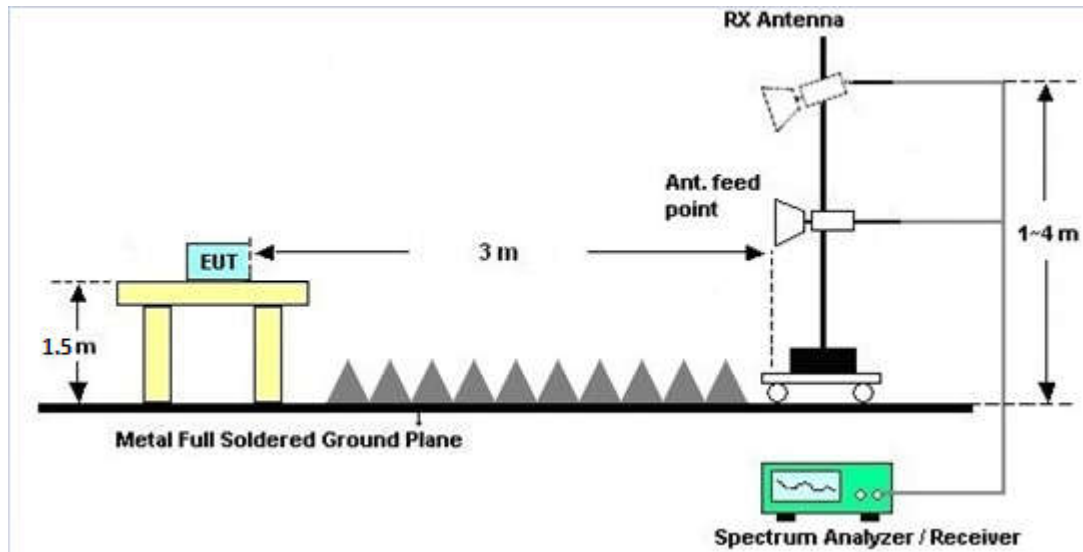 RX Antenna
Ant. feed
point
3 m
1~4 m
EUT
1.5 m
Metal Full Soldered Ground Plane
Spectrum Analyzer / Receiver